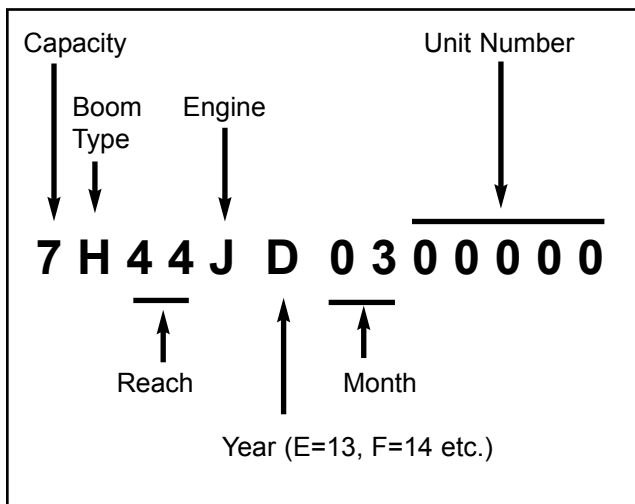 Capacity
Unit Number
Boom
Type
Engine
7 H 4 4 J D 0 3 0 0 0 0 0
Reach
Month
Year (E=13, F=14 etc.)